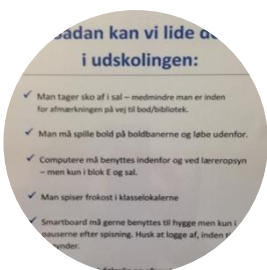 Sådan kan vi lide d
i udskolingen:
Man tager sko af i sal – medmindre man er inden
for afmærkningen på vej til bod/bibliotek.
Man må spille bold på boldbanerne og løbe udenfor.
Computere må benyttes indenfor og ved læreropsyn
– men kun i blok E og sal.
Man spiser frokost i klasselokalerne
Smartboard må gerne benyttes til hygge men kun i
pauserne efter spisning. Husk at logge af, inden